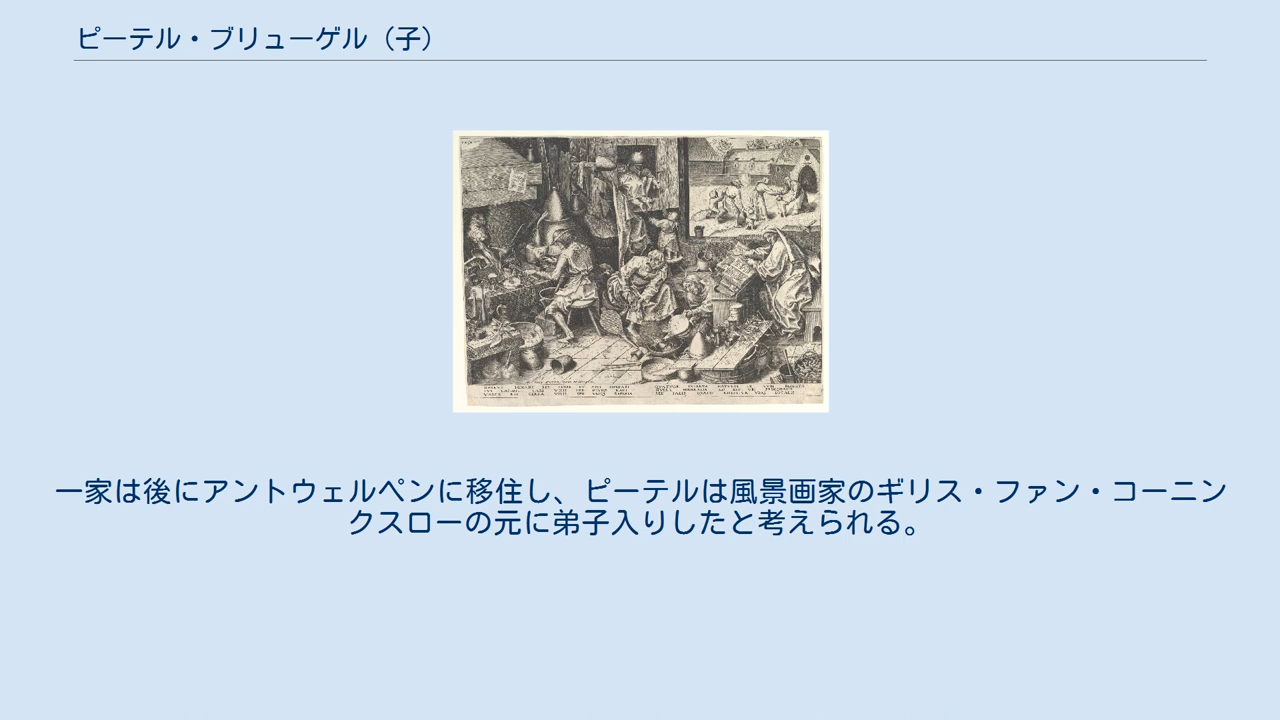 ピーテル・ブリューゲル（子）
一家は後にアントウェルペンに移住し、ピーテルは風景画家のギリス・ファン・コーニン
クスローの元に弟子入りしたと考えられる。